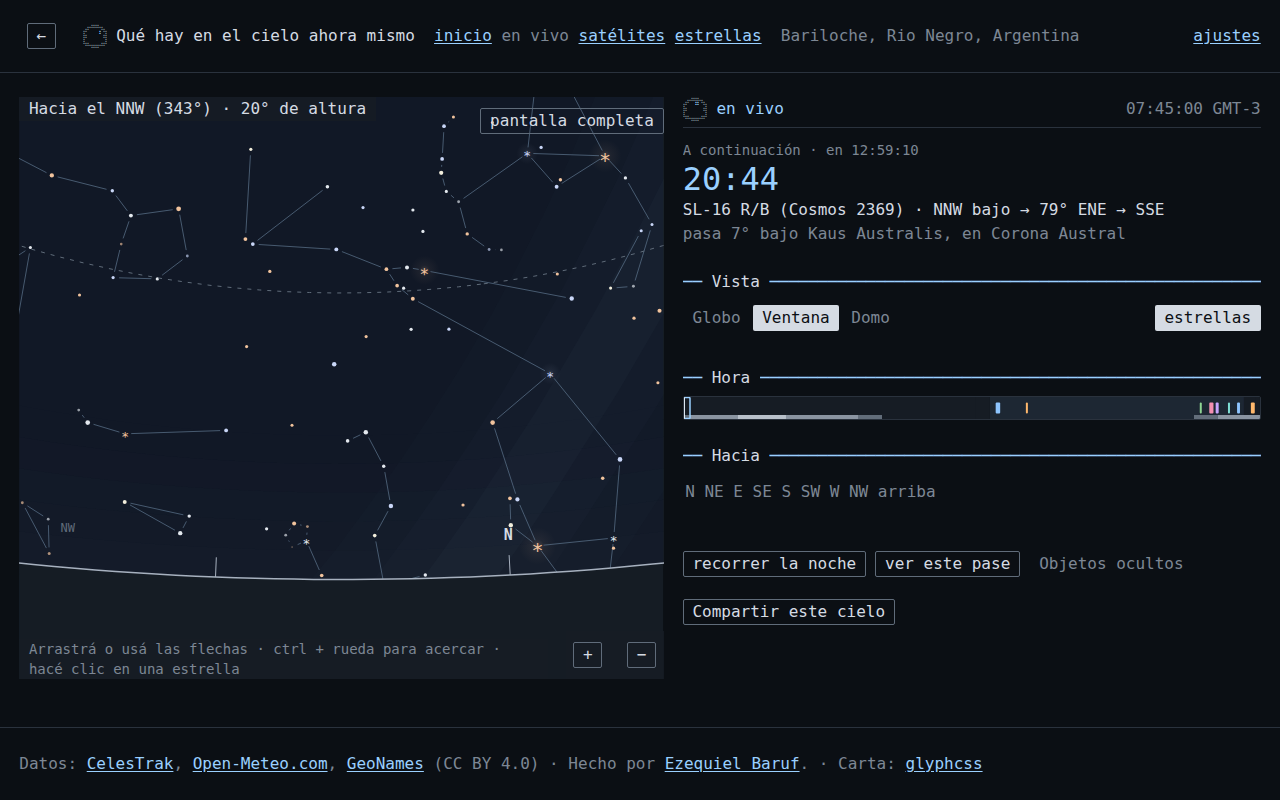 ← Qué hay en el cielo ahora mismo inicio en vivo satélites estrellas Bariloche, Rio Negro, Argentina ajustes
Hacia el NNW (343°) · 20° de altura
pantalla completa
NW
N
Arrastrá o usá las flechas · ctrl + rueda para acercar ·
hacé clic en una estrella
+ −
en vivo 07:45:00 GMT-3
A continuación · en 12:59:10
20:44
SL-16 R/B (Cosmos 2369) · NNW bajo → 79° ENE → SSE
pasa 7° bajo Kaus Australis, en Corona Austral
Vista
Globo Ventana Domo estrellas
Hora
Hacia
N NE E SE S SW W NW arriba
recorrer la noche ver este pase Objetos ocultos
Compartir este cielo
Datos: CelesTrak, Open-Meteo.com, GeoNames (CC BY 4.0) · Hecho por Ezequiel Baruf. · Carta: glyphcss